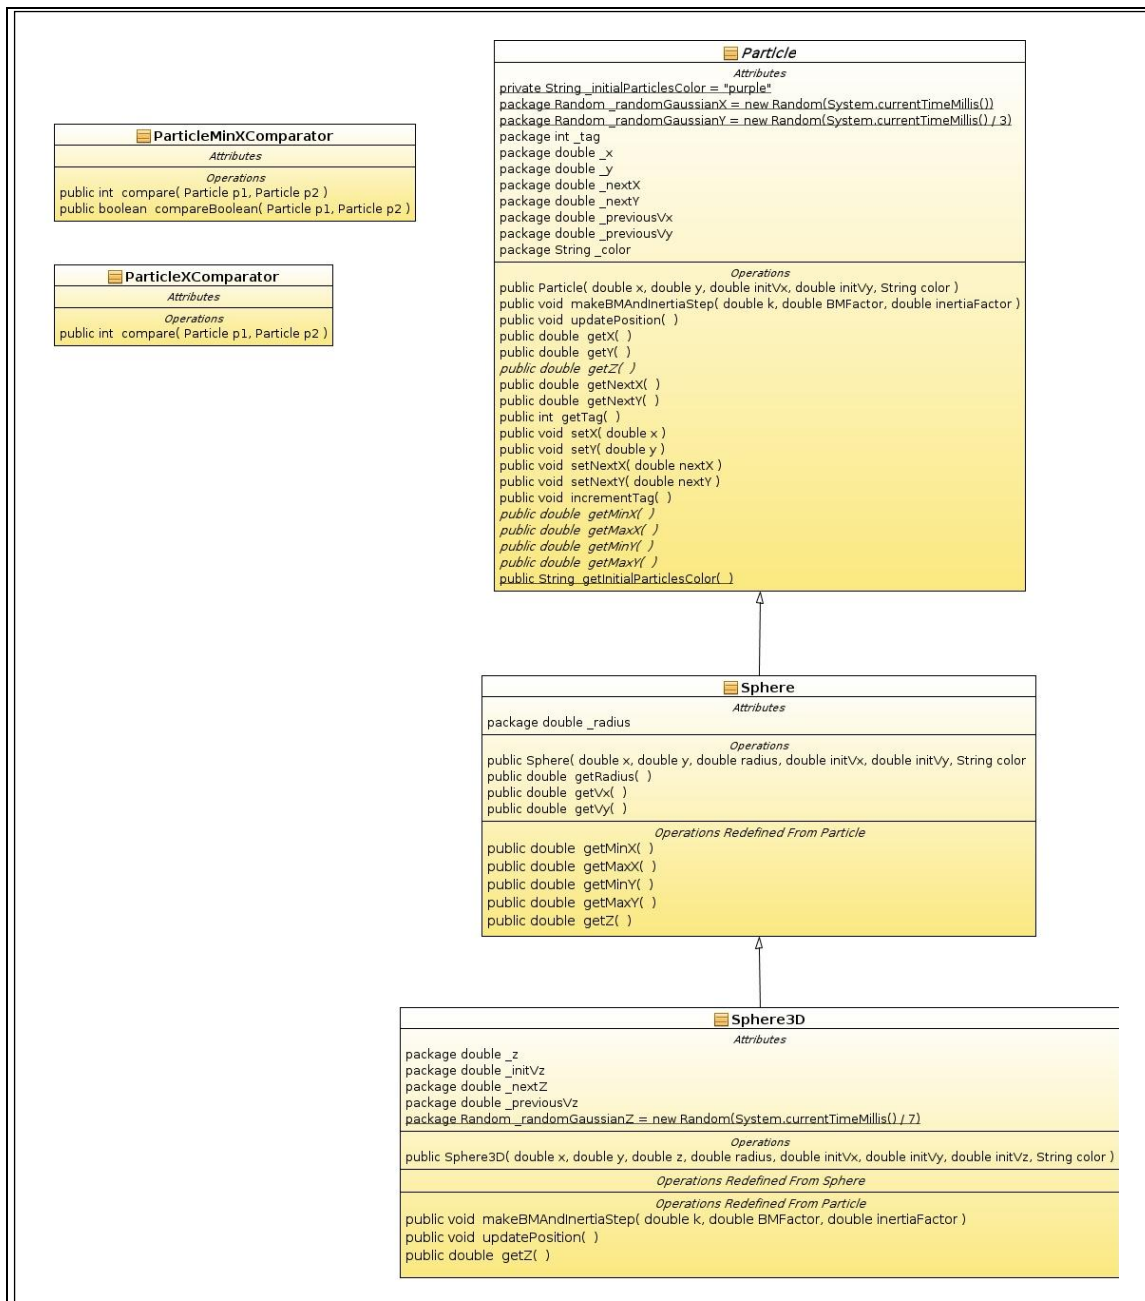 Particle
Attributes
private String _initialParticlesColor = "purple"
package Random _randomGaussianX = new Random(System.currentTimeMillis())
package Random _randomGaussianY = new Random(System.currentTimeMillis() / 3)
package int _tag
package double _x
package double _y
package double _nextX
package double _nextY
package double _previousVx
package double _previousVy
package String _color
Operations
public Particle( double x, double y, double initVx, double initVy, String color )
public void makeBMAndInertiaStep( double k, double BMFactor, double inertiaFactor )
public void updatePosition( )
public double getX( )
public double getY( )
public double getZ( )
public double getNextX( )
public double getNextY( )
public int getTag( )
public void setX( double x )
public void setY( double y )
public void setNextX( double nextX )
public void setNextY( double nextY )
public void incrementTag( )
public double getMinX( )
public double getMaxX( )
public double getMinY( )
public double getMaxY( )
public String getInitialParticlesColor( )
ParticleMinXComparator
Attributes
Operations
public int compare( Particle p1, Particle p2 )
public boolean compareBoolean( Particle p1, Particle p2 )
ParticleXComparator
Attributes
Operations
public int compare( Particle p1, Particle p2 )
Sphere
Attributes
package double _radius
Operations
public Sphere( double x, double y, double radius, double initVx, double initVy, String color
public double getRadius( )
public double getVx( )
public double getVy( )
Operations Redefined From Particle
public double getMinX( )
public double getMaxX( )
public double getMinY( )
public double getMaxY( )
public double getZ( )
Sphere3D
Attributes
package double _z
package double _initVz
package double _nextZ
package double _previousVz
package Random _randomGaussianZ = new Random(System.currentTimeMillis() / 7)
Operations
public Sphere3D( double x, double y, double z, double radius, double initVx, double initVy, double initVz, String color )
Operations Redefined From Sphere
Operations Redefined From Particle
public void makeBMAndInertiaStep( double k, double BMFactor, double inertiaFactor )
public void updatePosition( )
public double getZ( )